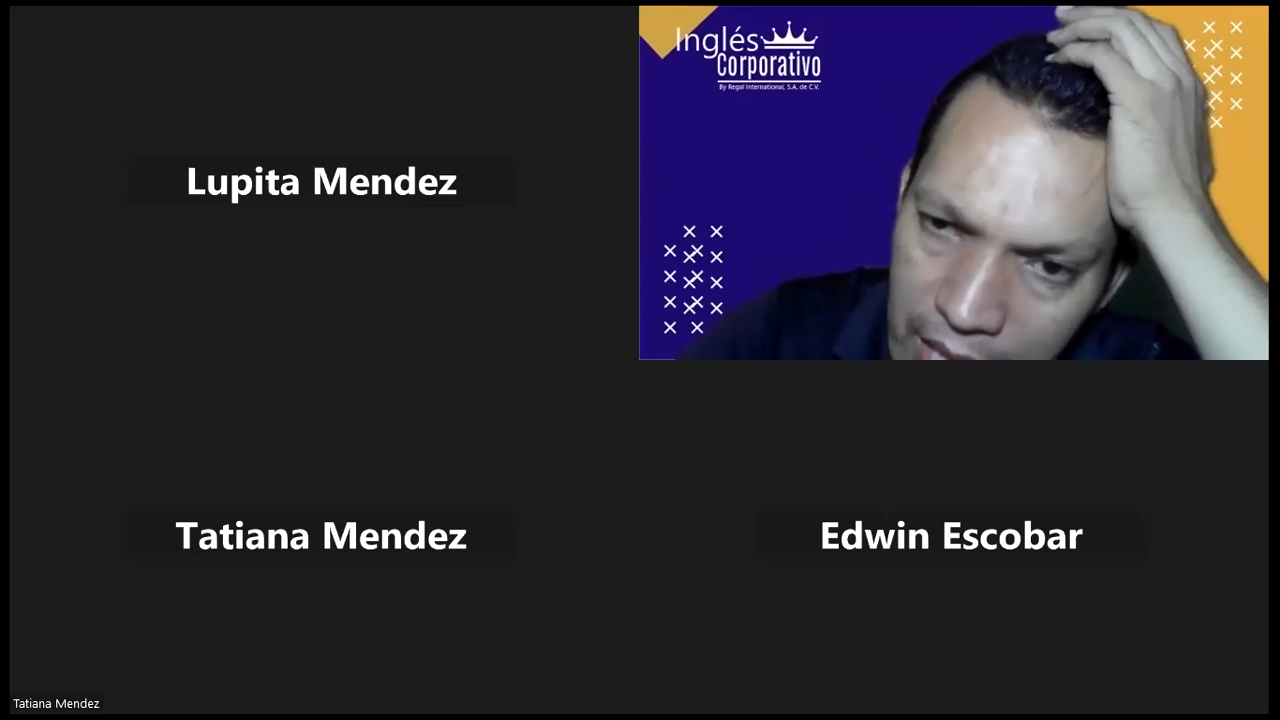 Inglés
Corporativo
By Regal International, S.A. de C.V.
Lupita Mendez
Tatiana Mendez
Edwin Escobar
Tatiana Mendez